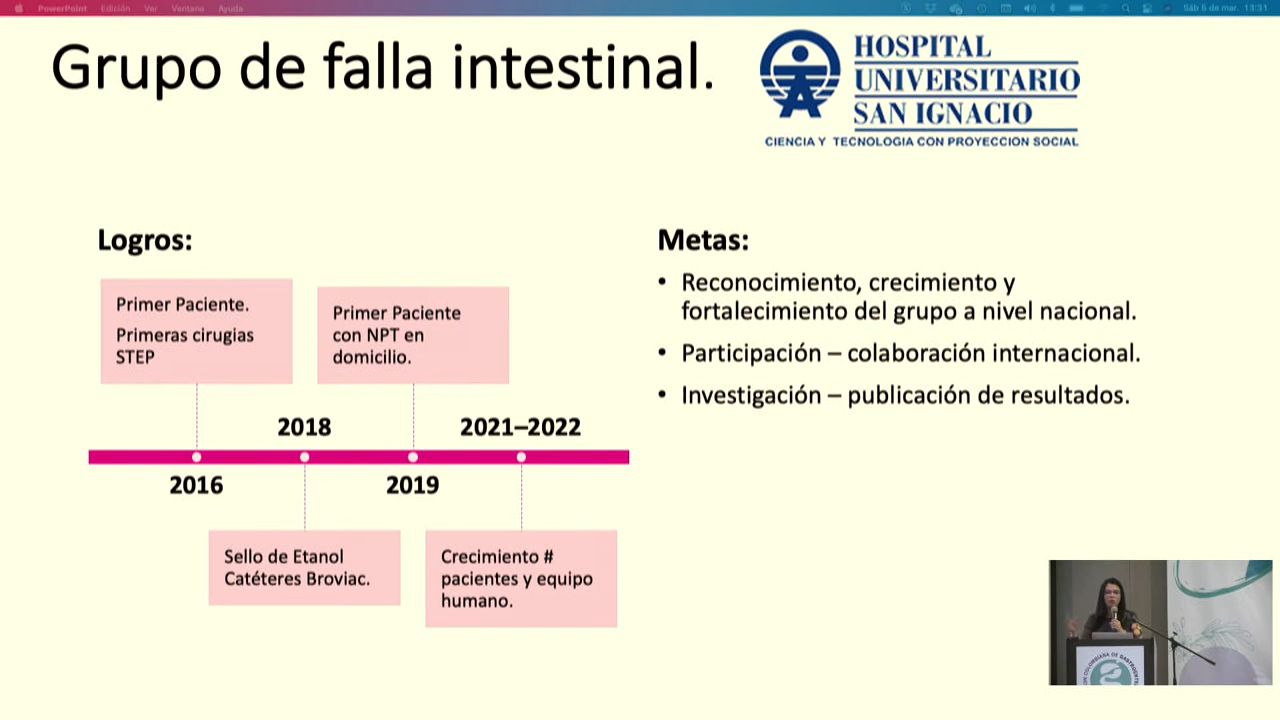 PowerPoint Edición Ver Ventana Ayuda
Sáb 5 de mar. 13:31
Grupo de falla intestinal.
HOSPITAL
UNIVERSITARIO
SAN IGNACIO
CIENCIA Y TECNOLOGIA CON PROYECCION SOCIAL
Logros:
Primer Paciente.
Primeras cirugias
STEP
Primer Paciente
con NPT en
domicilio.
2018
2021–2022
2016
2019
Sello de Etanol
Catéteres Broviac.
Crecimiento #
pacientes y equipo
humano.
Metas:
• Reconocimiento, crecimiento y
fortalecimiento del grupo a nivel nacional.
• Participación – colaboración internacional.
• Investigación – publicación de resultados.
COLOMBIANA DE